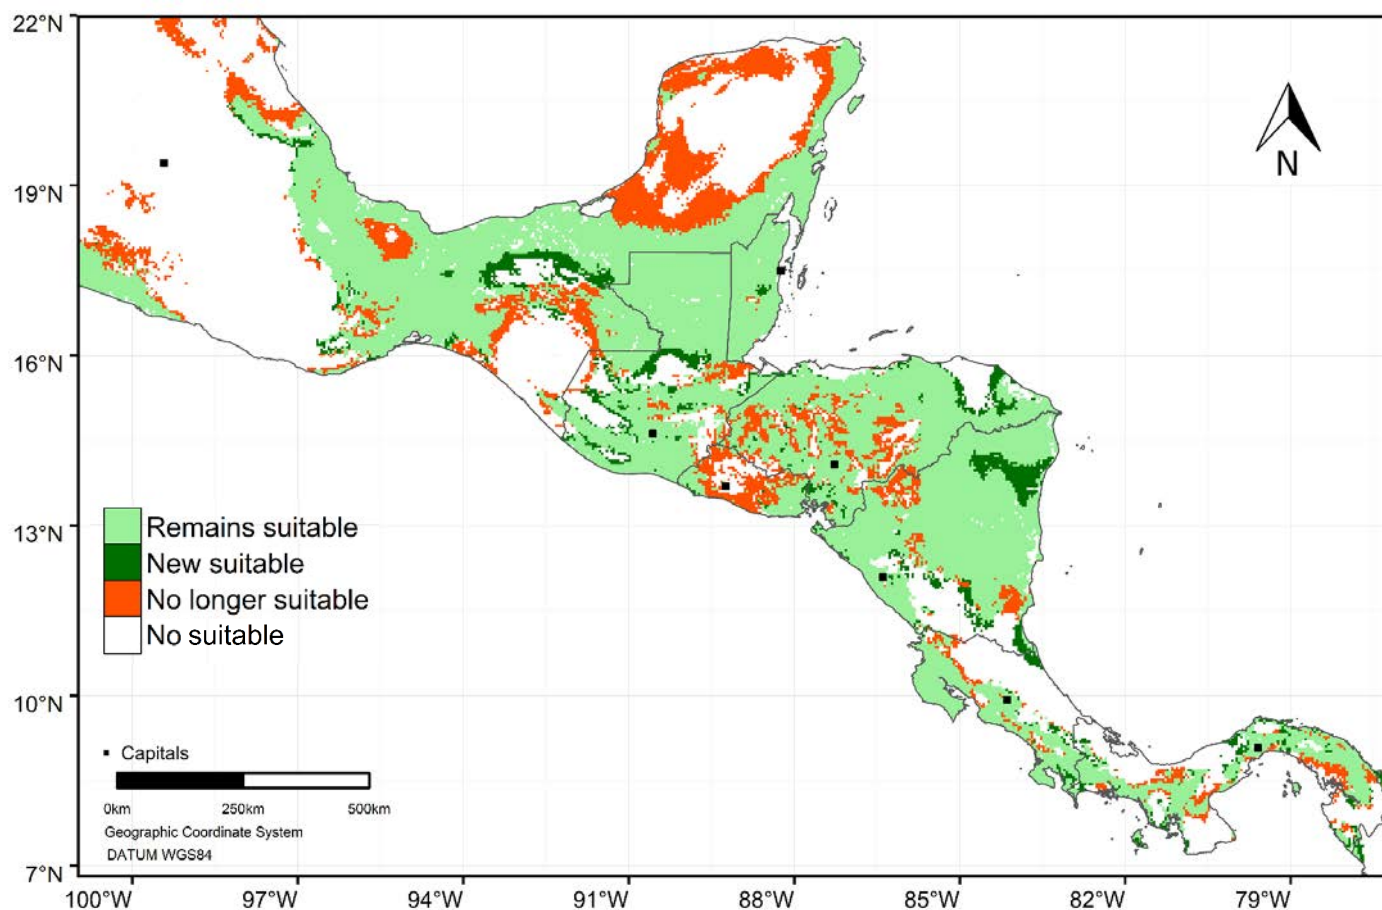 22°N
19°N
16°N
13°N
10°N
7°N
N
Remains suitable
New suitable
No longer suitable
No suitable
Capitals
0km 250km 500km
Geographic Coordinate System
DATUM WGS84
100°W 97°W 94°W 91°W 88°W 85°W 82°W 79°W